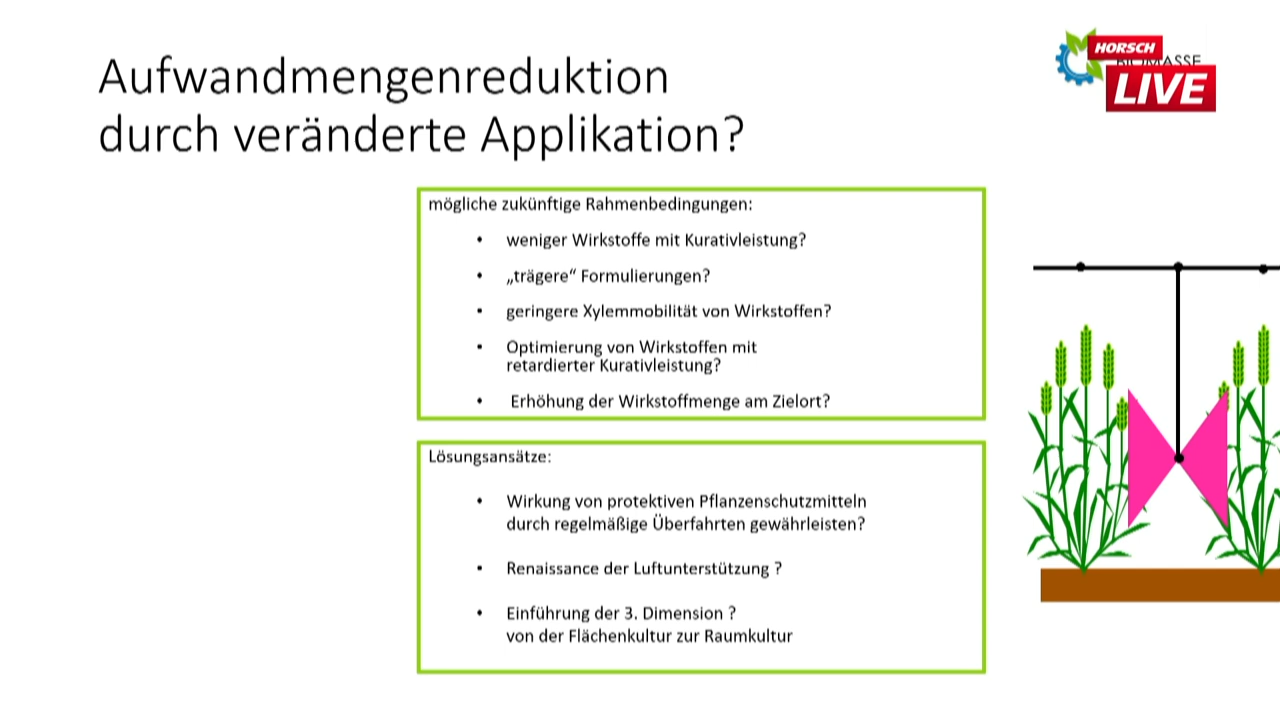 Aufwandmengenreduktion
durch veränderte Applikation?
HORSCH
LIVE
mögliche zukünftige Rahmenbedingungen:
• weniger Wirkstoffe mit Kurativleistung?
• „trägere“ Formulierungen?
• geringere Xylemmobilität von Wirkstoffen?
• Optimierung von Wirkstoffen mit
retardierter Kurativleistung?
• Erhöhung der Wirkstoffmenge am Zielort?
Lösungsansätze:
• Wirkung von protektiven Pflanzenschutzmitteln
durch regelmäßige Überfahrten gewährleisten?
• Renaissance der Luftunterstützung ?
• Einführung der 3. Dimension ?
von der Flächenkultur zur Raumkultur